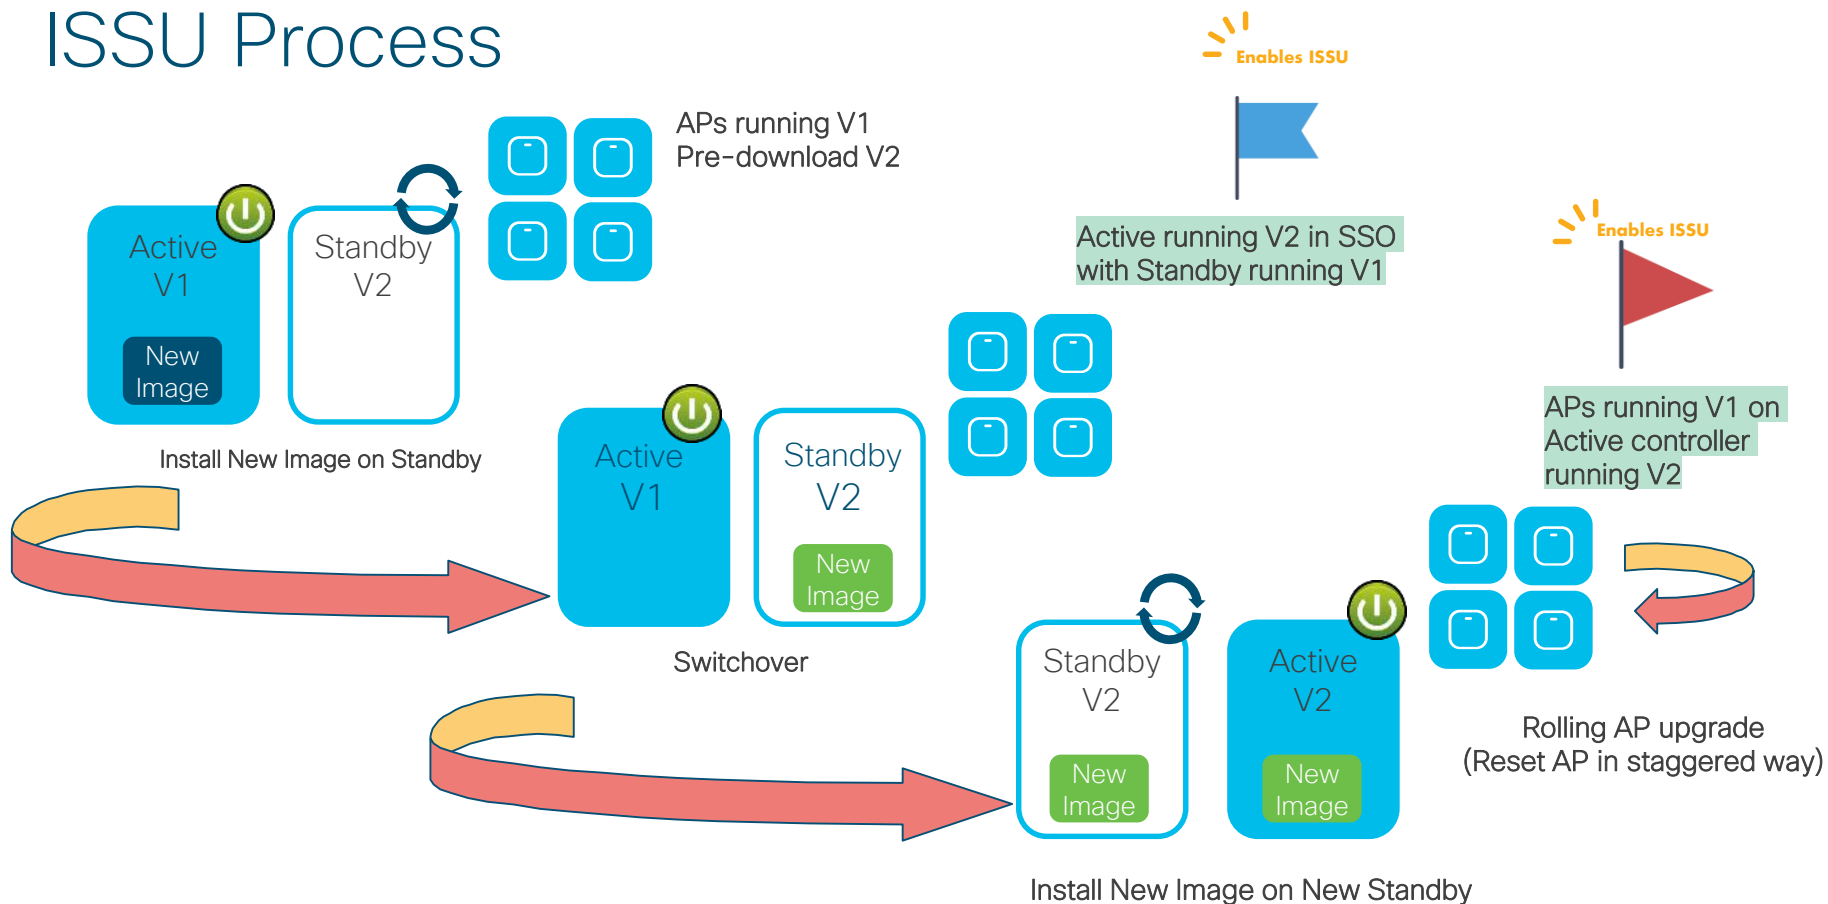 ISSU Process
APs running V1
Pre-download V2
Active
V1
New
Image
Standby
V2
Install New Image on Standby
Enables ISSU
Active running V2 in SSO
with Standby running V1
Enables ISSU
APs running V1 on
Active controller
running V2
Active
V1
Standby
V2
New
Image
Switchover
Standby
V2
New
Image
Active
V2
New
Image
Rolling AP upgrade
(Reset AP in staggered way)
Install New Image on New Standby